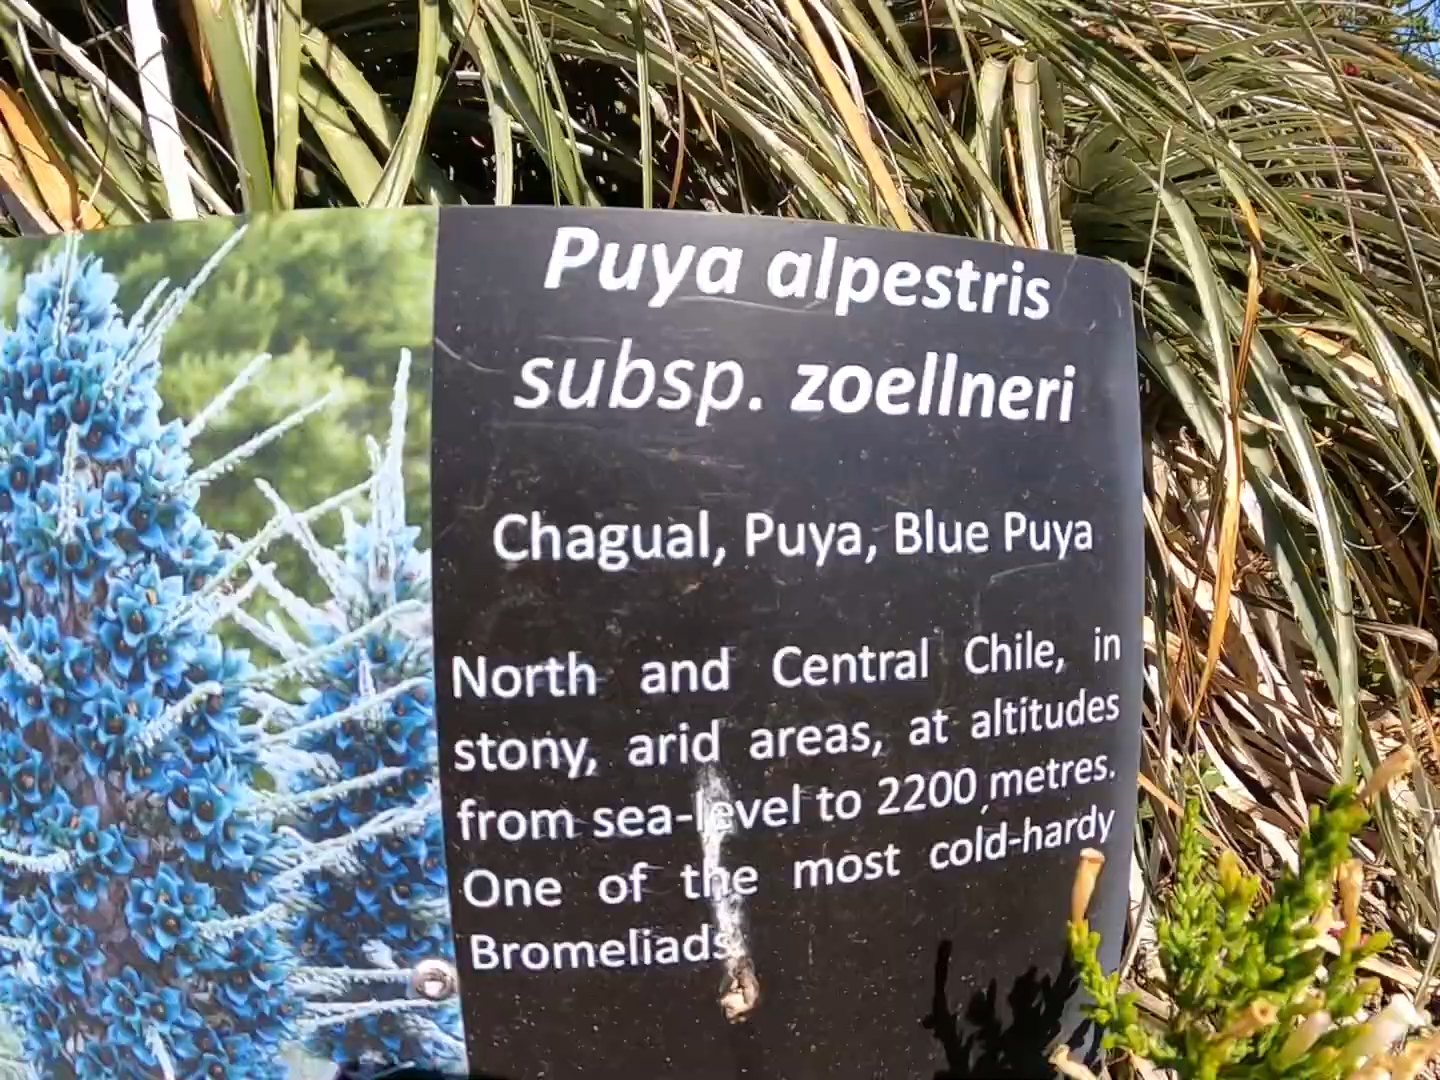 Puya alpestris
subsp. zoellneri
Chagual, Puya, Blue Puya
North and Central Chile, in
stony, arid areas, at altitudes
from sea-level to 2200 metres.
One of the most cold-hardy
Bromeliads